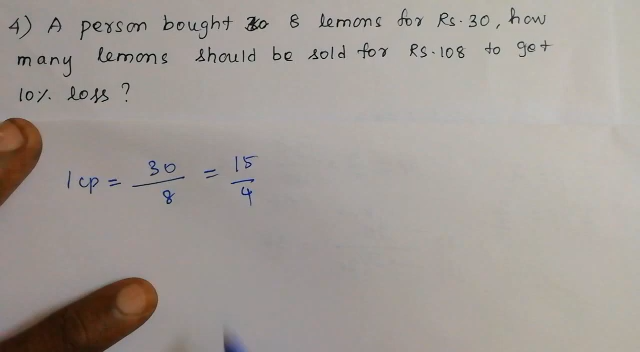 4) A person bought 8 lemons for Rs. 30, how
many lemons should be sold for RS. 108 to get
10% loss?
1 cp = 30/8 = 15/4